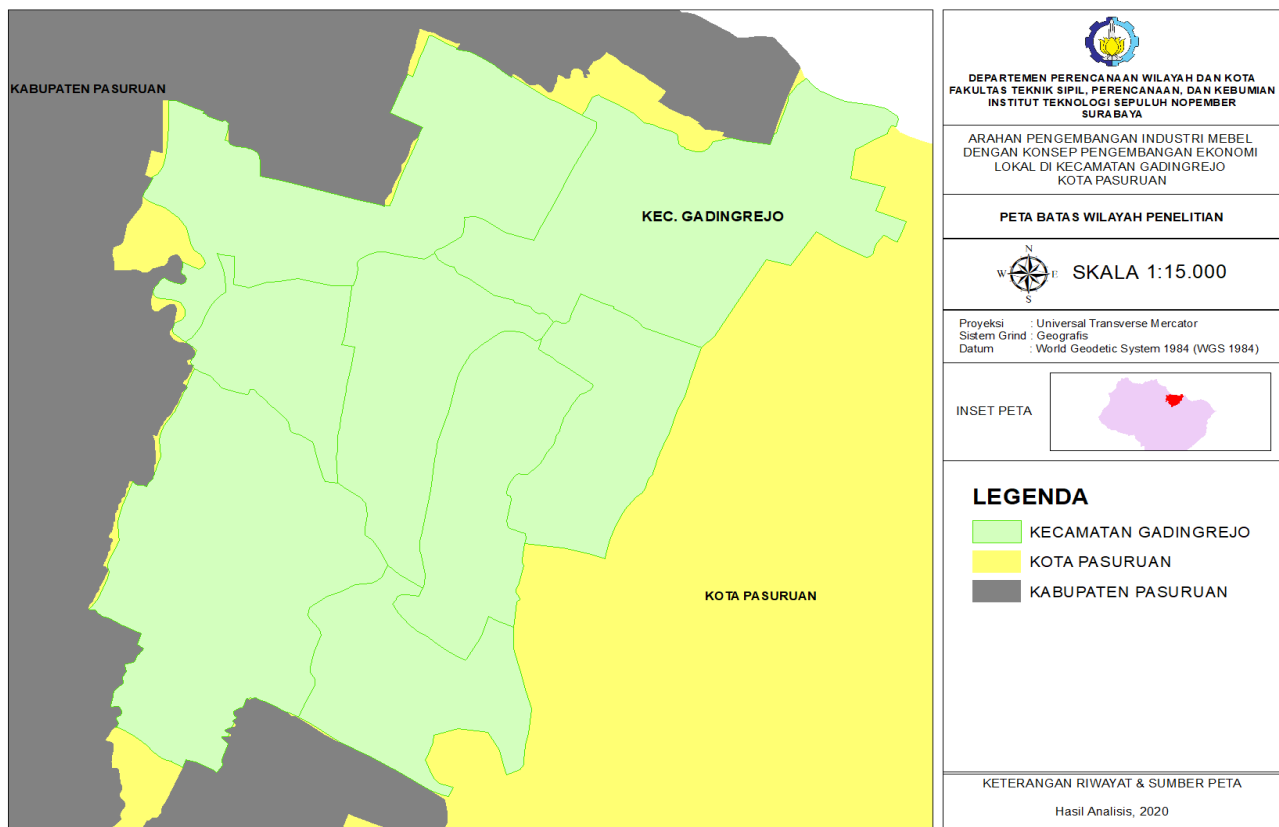 KABUPATEN PASURUAN
KEC. GADINGREJO
KOTA PASURUAN
DEPARTEMEN PERENCANAAN WILAYAH DAN KOTA
FAKULTAS TEKNIK SIPIL, PERENCANAAN, DAN KEBUMIAN
INSTITUT TEKNOLOGI SEPULUH NOPEMBER
SURABAYA
ARAHAN PENGEMBANGAN INDUSTRI MEBEL
DENGAN KONSEP PENGEMBANGAN EKONOMI
LOKAL DI KECAMATAN GADINGREJO
KOTA PASURUAN
PETA BATAS WILAYAH PENELITIAN
N
W E
S
SKALA 1:15.000
Proyeksi : Universal Transverse Mercator
Sistem Grind : Geografis
Datum : World Geodetic System 1984 (WGS 1984)
INSET PETA
LEGENDA
KECAMATAN GADINGREJO
KOTA PASURUAN
KABUPATEN PASURUAN
KETERANGAN RIWAYAT & SUMBER PETA
Hasil Analisis, 2020